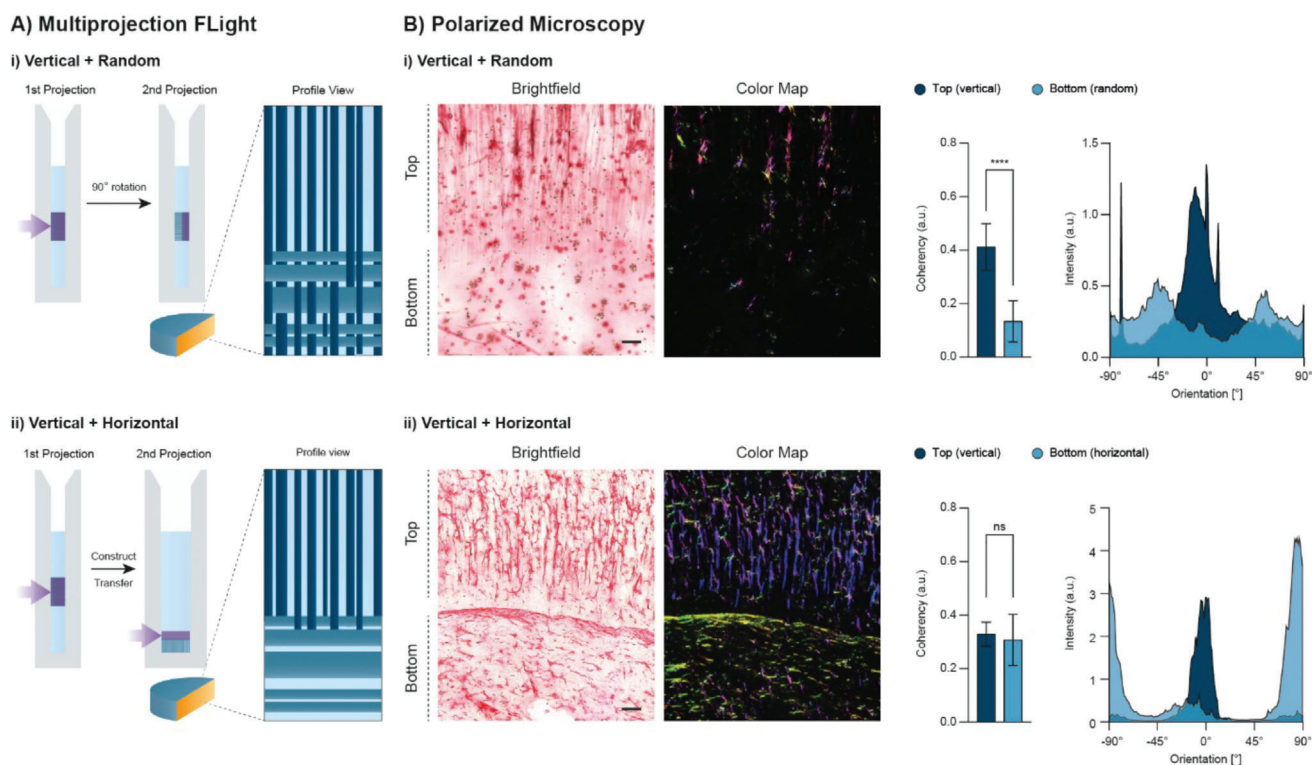 A) Multiprojection FLight
B) Polarized Microscopy
i) Vertical + Random
1st Projection
2nd Projection
Profile View
90° rotation
i) Vertical + Random
Brightfield
Color Map
Top
Bottom
Top (vertical)
Bottom (random)
Coherency (a.u.)
0.8
0.6
0.4
0.2
0.0
****
Intensity (a.u.)
1.5
1.0
0.5
0.0
-90°
-45°
0°
45°
90°
Orientation [°]
ii) Vertical + Horizontal
1st Projection
2nd Projection
Profile view
Construct
Transfer
ii) Vertical + Horizontal
Brightfield
Color Map
Top
Bottom
Top (vertical)
Bottom (horizontal)
Coherency (a.u.)
0.8
0.6
0.4
0.2
0.0
ns
Intensity (a.u.)
5
4
3
2
1
0
-90°
-45°
0°
45°
90°
Orientation [°]